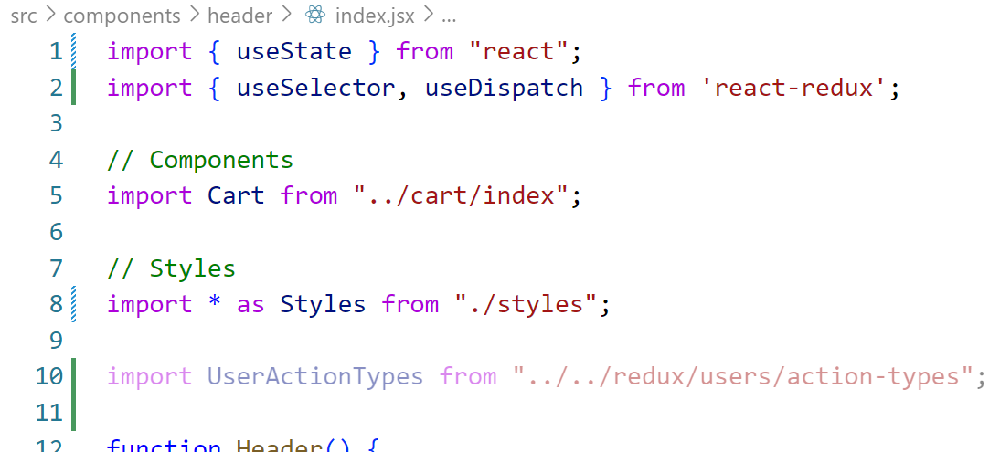 src > components > header > index.jsx > ...
1 import { useState } from "react";
2 import { useSelector, useDispatch } from 'react-redux';
3
4 // Components
5 import Cart from "../cart/index";
6
7 // Styles
8 import * as Styles from "./styles";
9
10 import UserActionTypes from "../../redux/users/action-types";
11
12 function Header() {